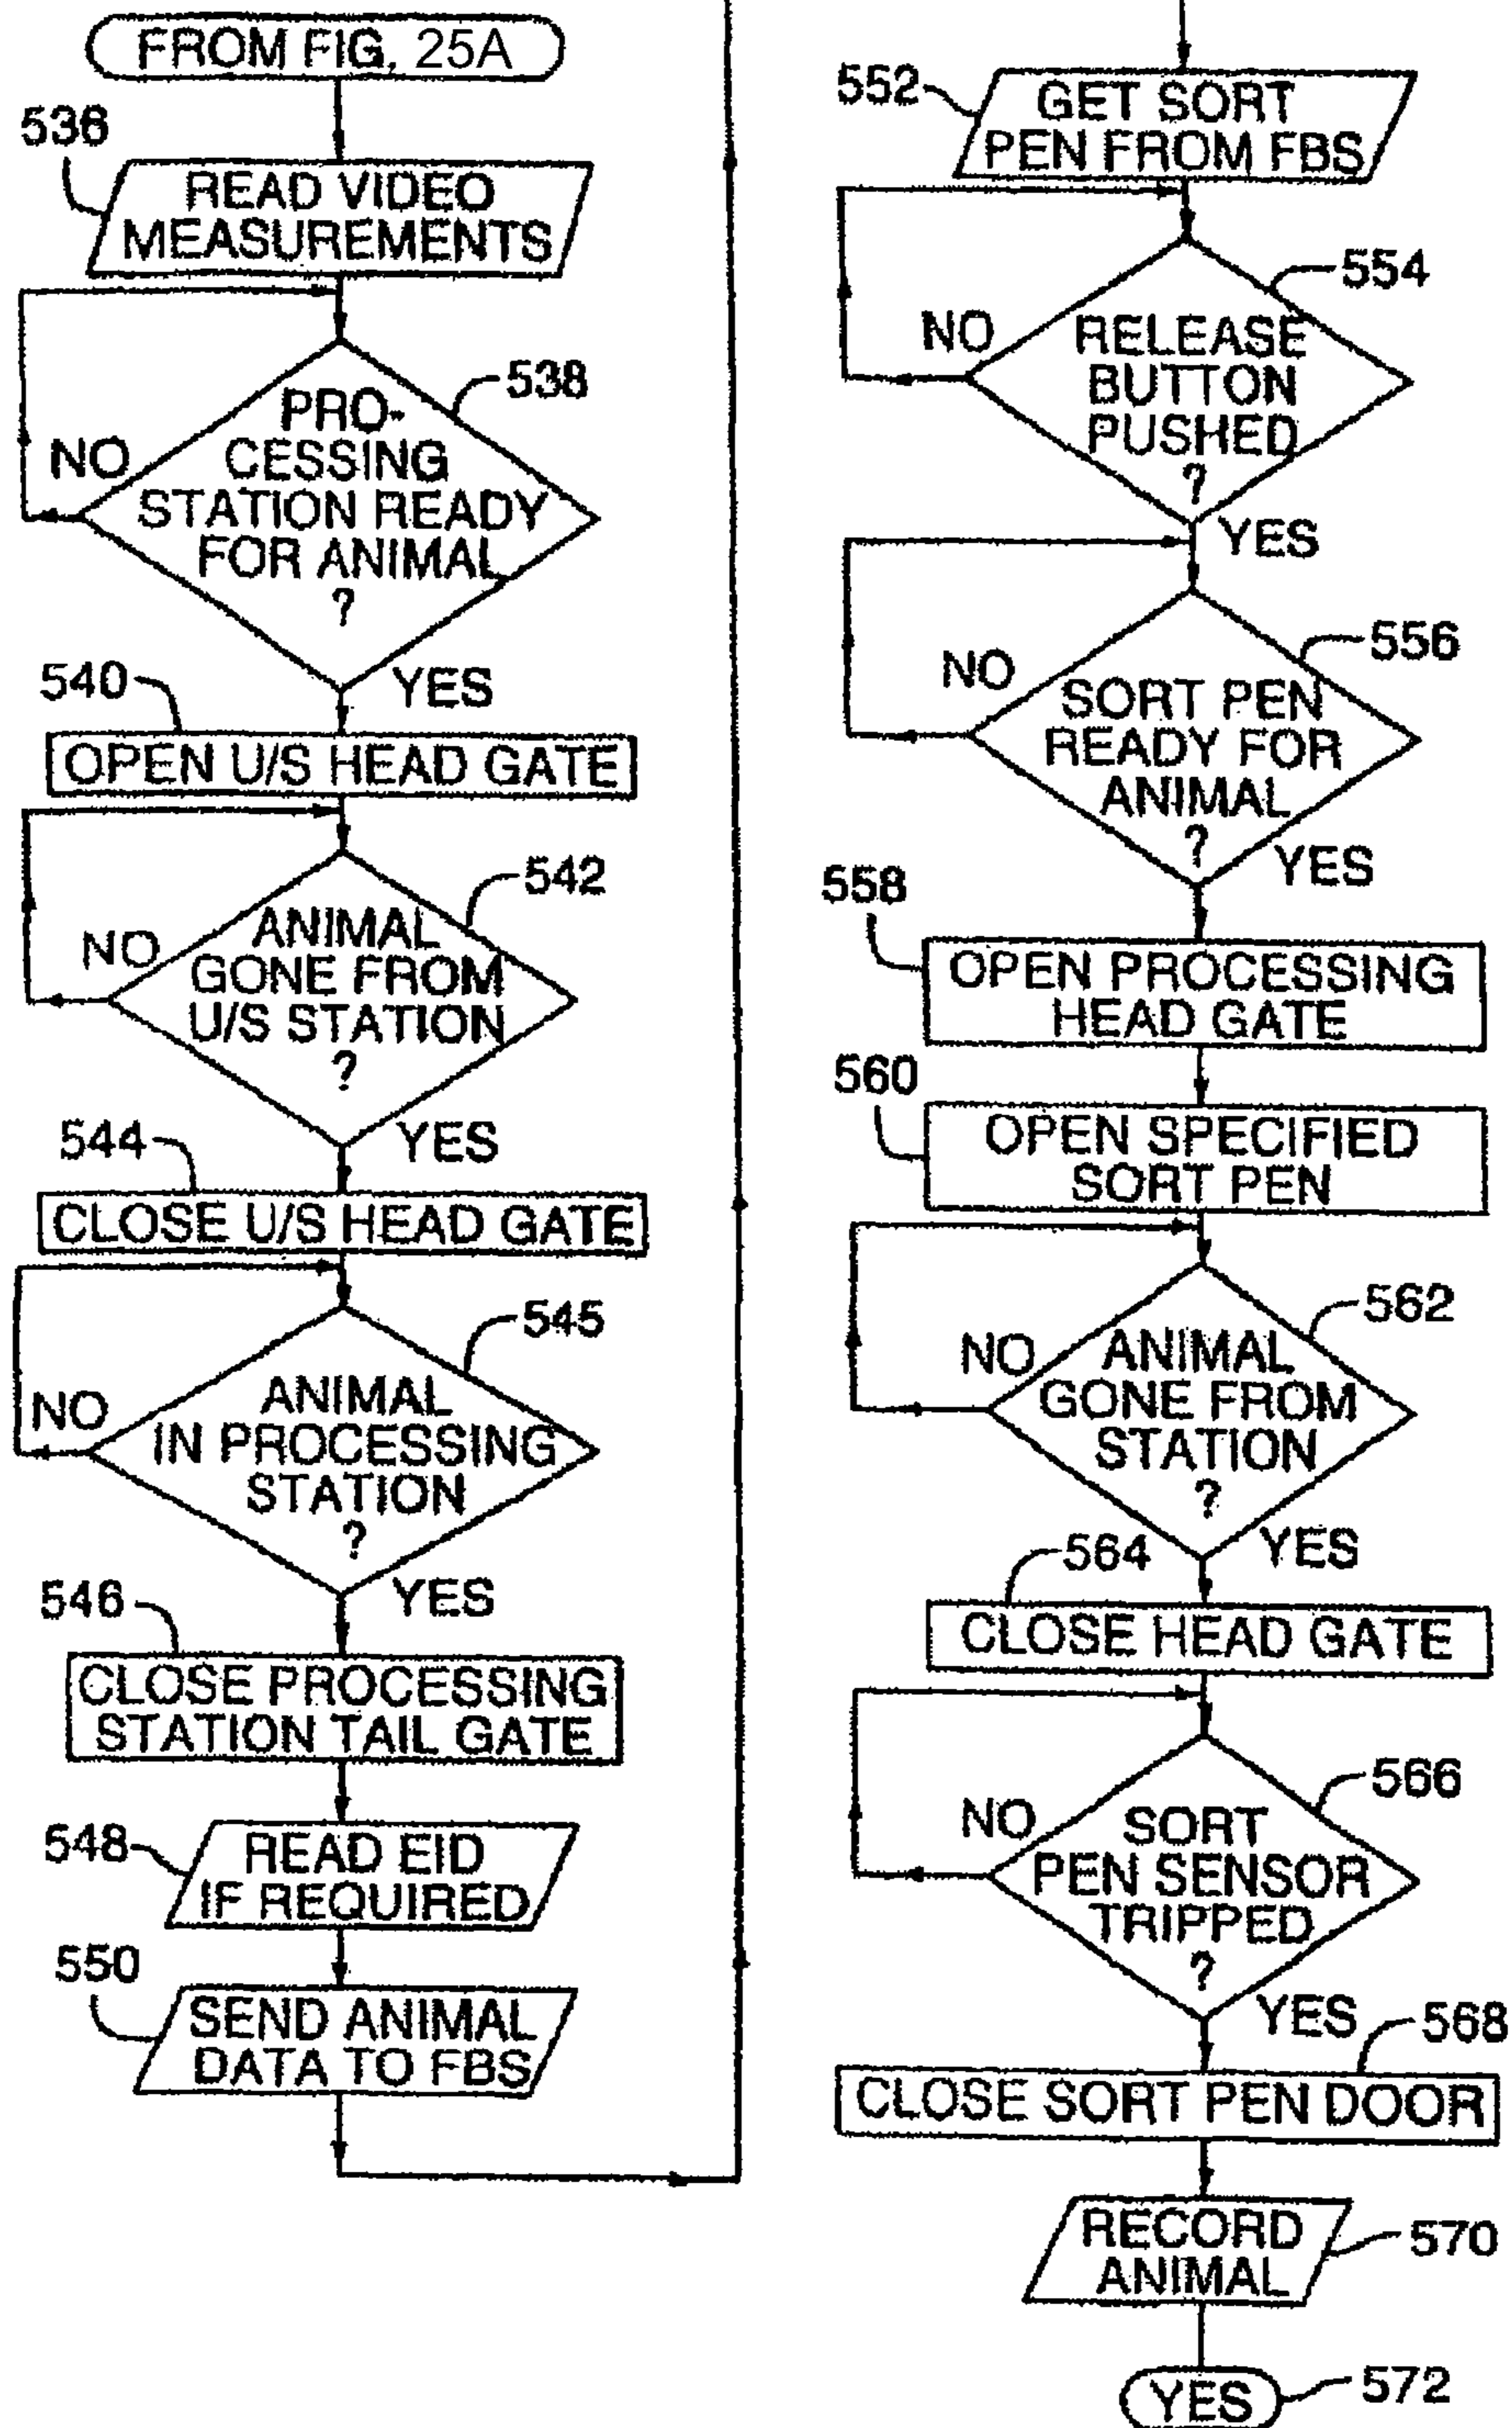 FROM FIG. 25A
536
READ VIDEO
MEASUREMENTS
538
PRO-
CESSING
STATION READY
FOR ANIMAL
?
NO
YES
540
OPEN U/S HEAD GATE
542
ANIMAL
GONE FROM
U/S STATION
?
NO
YES
544
CLOSE U/S HEAD GATE
545
ANIMAL
IN PROCESSING
STATION
?
NO
YES
546
CLOSE PROCESSING
STATION TAIL GATE
548
READ EID
IF REQUIRED
550
SEND ANIMAL
DATA TO FBS
552
GET SORT
PEN FROM FBS
554
RELEASE
BUTTON
PUSHED
?
NO
YES
556
SORT PEN
READY FOR
ANIMAL
?
NO
YES
558
OPEN PROCESSING
HEAD GATE
560
OPEN SPECIFIED
SORT PEN
562
ANIMAL
GONE FROM
STATION
?
NO
YES
564
CLOSE HEAD GATE
566
SORT
PEN SENSOR
TRIPPED
?
NO
YES
568
CLOSE SORT PEN DOOR
RECORD
ANIMAL
570
YES
572